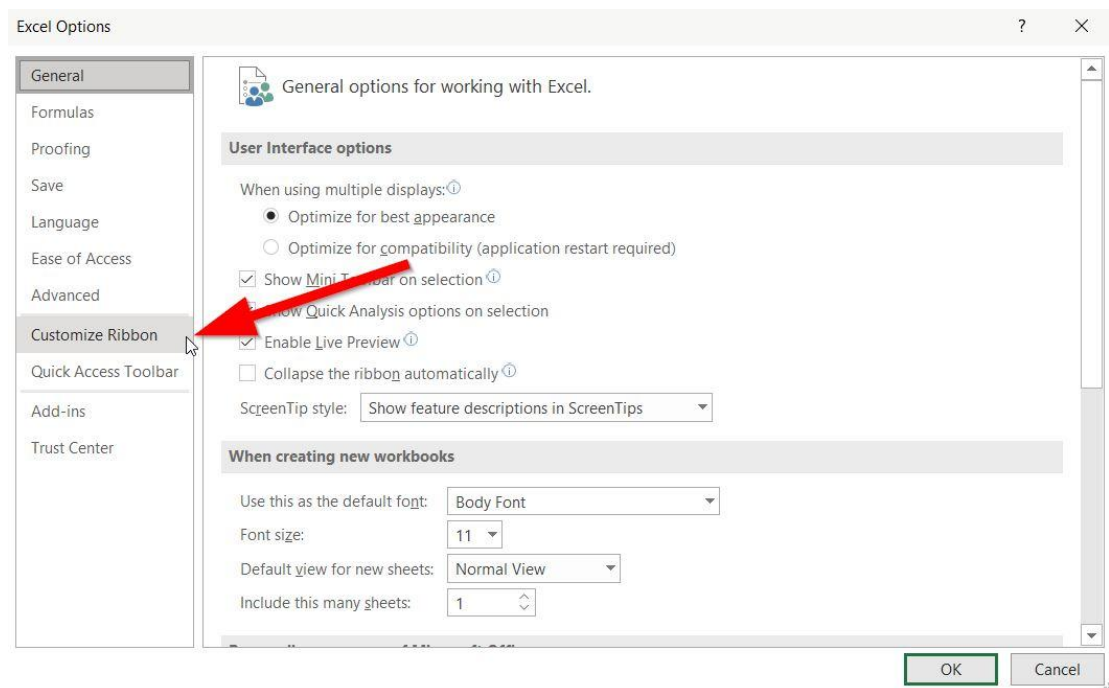 Excel Options ?
General
Formulas
Proofing
Save
Language
Ease of Access
Advanced
Customize Ribbon
Quick Access Toolbar
Add-ins
Trust Center
General options for working with Excel.
User Interface options
When using multiple displays:
Optimize for best appearance
Optimize for compatibility (application restart required)
Show Mini Toolbar on selection
Show Quick Analysis options on selection
Enable Live Preview
Collapse the ribbon automatically
ScreenTip style: Show feature descriptions in ScreenTips
When creating new workbooks
Use this as the default font: Body Font
Font size: 11
Default view for new sheets: Normal View
Include this many sheets: 1
OK Cancel